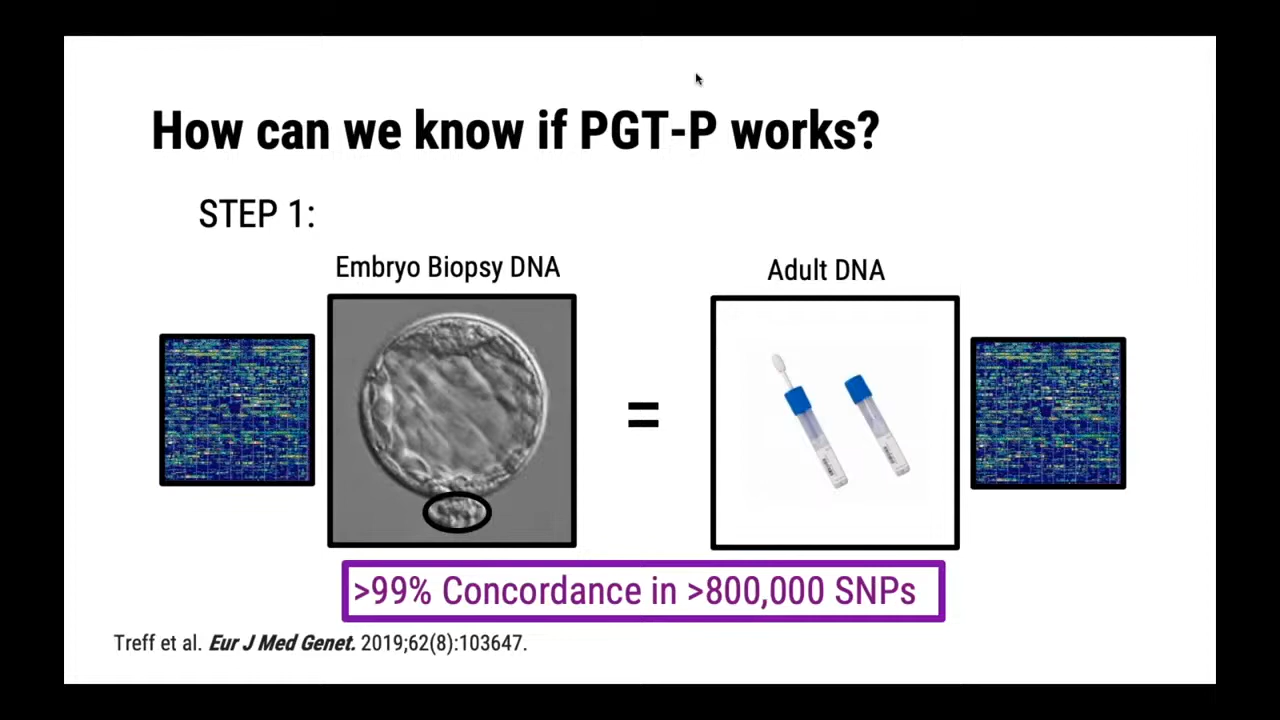 How can we know if PGT-P works?
STEP 1:
Embryo Biopsy DNA
Adult DNA
=
>99% Concordance in >800,000 SNPs
Treff et al. Eur J Med Genet. 2019;62(8):103647.